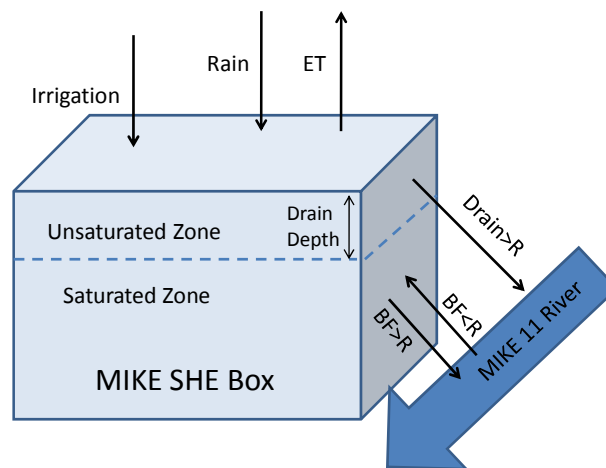 Rain
ET
Irrigation
Drain
Depth
Unsaturated Zone
Drain>R
Saturated Zone
BF<R
BF>R
MIKE 11 River
MIKE SHE Box